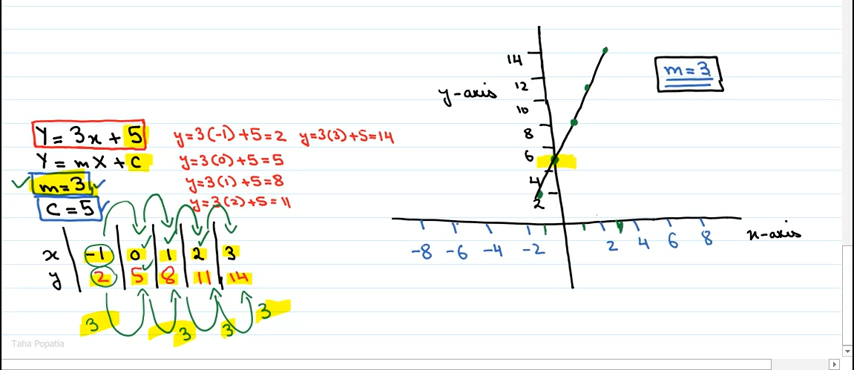 Y = 3x + 5
Y = mX + C
m=3
C = 5
y=3(-1)+5=2
y=3(0)+5=5
y=3(1)+5=8
y=3(2)+5=11
y=3(3)+5=14
x -1 0 1 2 3
y 2 5 8 11 14
3 3 3 3
Taha Popatia
y-axis
14
12
10
8
6
4
2
-8 -6 -4 -2 2 4 6 8
x-axis
m=3